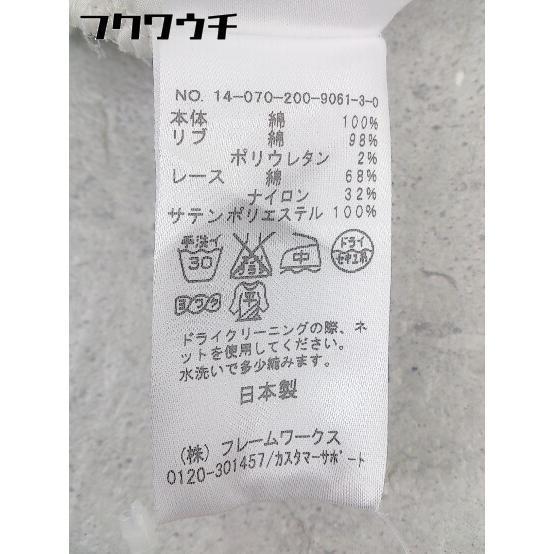 フクワウチ
NO. 14-070-200-9061-3-0
本体 綿 100%
リブ 綿 98%
ポリウレタン 2%
レース 綿 68%
ナイロン 32%
サテンポリエステル 100%
手洗イ 30 中 ドライ セキユ系
ヨワク 平
ドライクリーニングの際、ネ
ットを使用してください。
水洗いで多少縮みます。
日本製
(株) フレームワークス
0120-301457/カスタマーサポート